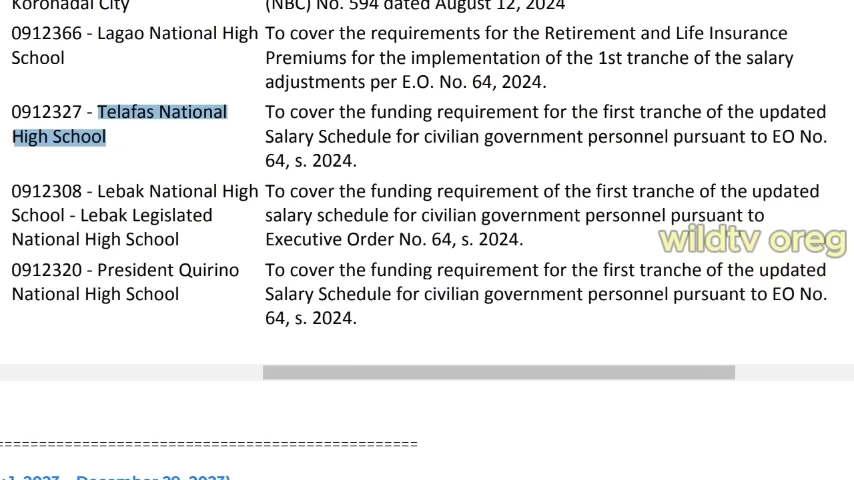 Koronadal City
(NBC) No. 594 dated August 12, 2024
0912366 - Lagao National High
School
To cover the requirements for the Retirement and Life Insurance
Premiums for the implementation of the 1st tranche of the salary
adjustments per E.O. No. 64, 2024.
0912327 - Telafas National
High School
To cover the funding requirement for the first tranche of the updated
Salary Schedule for civilian government personnel pursuant to EO No.
64, s. 2024.
0912308 - Lebak National High
School - Lebak Legislated
National High School
To cover the funding requirement of the first tranche of the updated
salary schedule for civilian government personnel pursuant to
Executive Order No. 64, s. 2024.
wildtv oreg
0912320 - President Quirino
National High School
To cover the funding requirement for the first tranche of the updated
Salary Schedule for civilian government personnel pursuant to EO No.
64, s. 2024.
================================================
1, 2023 - December 29, 2023)